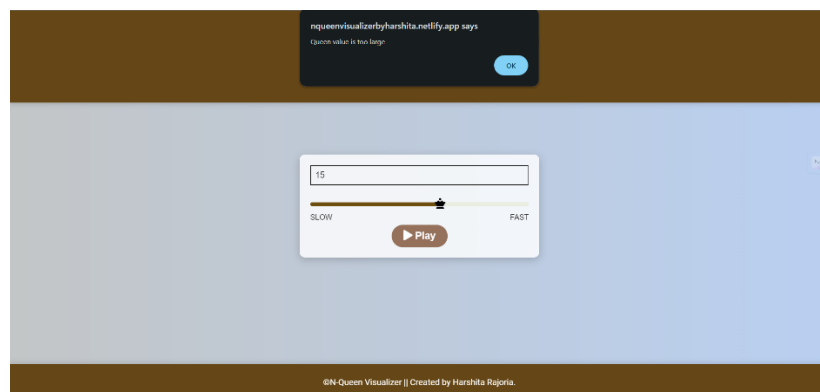 nqueenvisualizerbyharshita.netlify.app says
Queen value is too large
OK
15
SLOW
FAST
Play
©N-Queen Visualizer || Created by Harshita Rajoria.